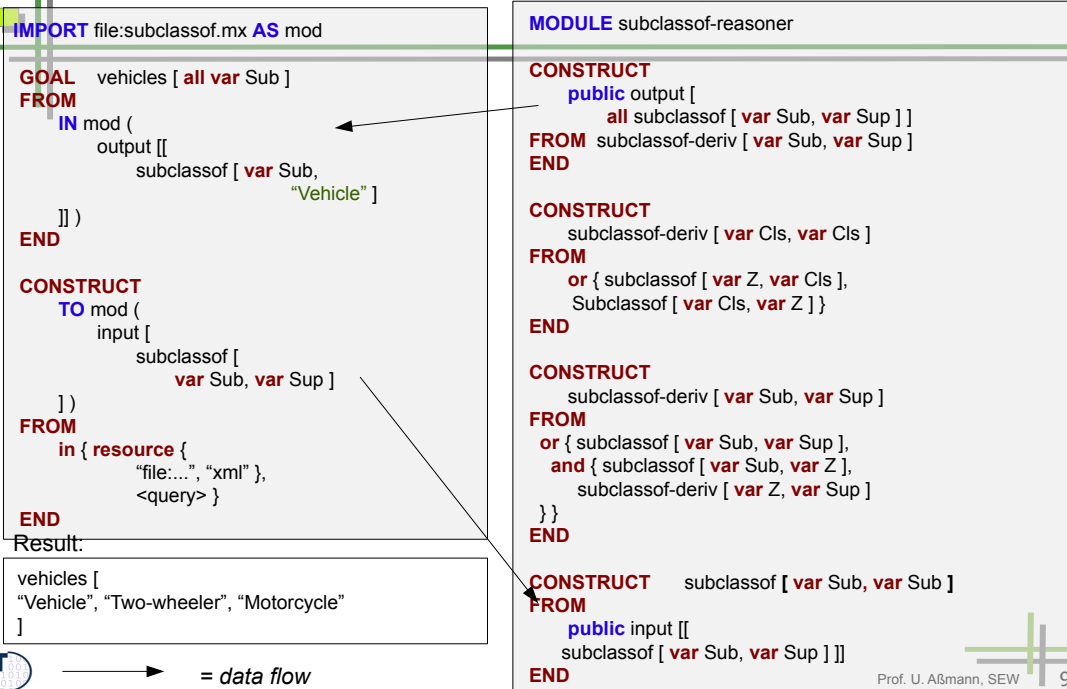 IMPORT file:subclassof.mx AS mod
GOAL vehicles [ all var Sub ]
FROM
IN mod (
output [[
subclassof [ var Sub,
“Vehicle” ]
]] )
END
CONSTRUCT
TO mod (
input [
subclassof [
var Sub, var Sup ]
] )
FROM
in { resource {
“file:...”, “xml” },
<query> }
END
Result:
vehicles [
“Vehicle”, “Two-wheeler”, “Motorcycle”
]
= data flow
MODULE subclassof-reasoner
CONSTRUCT
public output [
all subclassof [ var Sub, var Sup ] ]
FROM subclassof-deriv [ var Sub, var Sup ]
END
CONSTRUCT
subclassof-deriv [ var Cls, var Cls ]
FROM
or { subclassof [ var Z, var Cls ],
Subclassof [ var Cls, var Z ] }
END
CONSTRUCT
subclassof-deriv [ var Sub, var Sup ]
FROM
or { subclassof [ var Sub, var Sup ],
and { subclassof [ var Sub, var Z ],
subclassof-deriv [ var Z, var Sup ]
} }
END
CONSTRUCT subclassof [ var Sub, var Sub ]
FROM
public input [[
subclassof [ var Sub, var Sup ] ]]
END
Prof. U. Aßmann, SEW
9